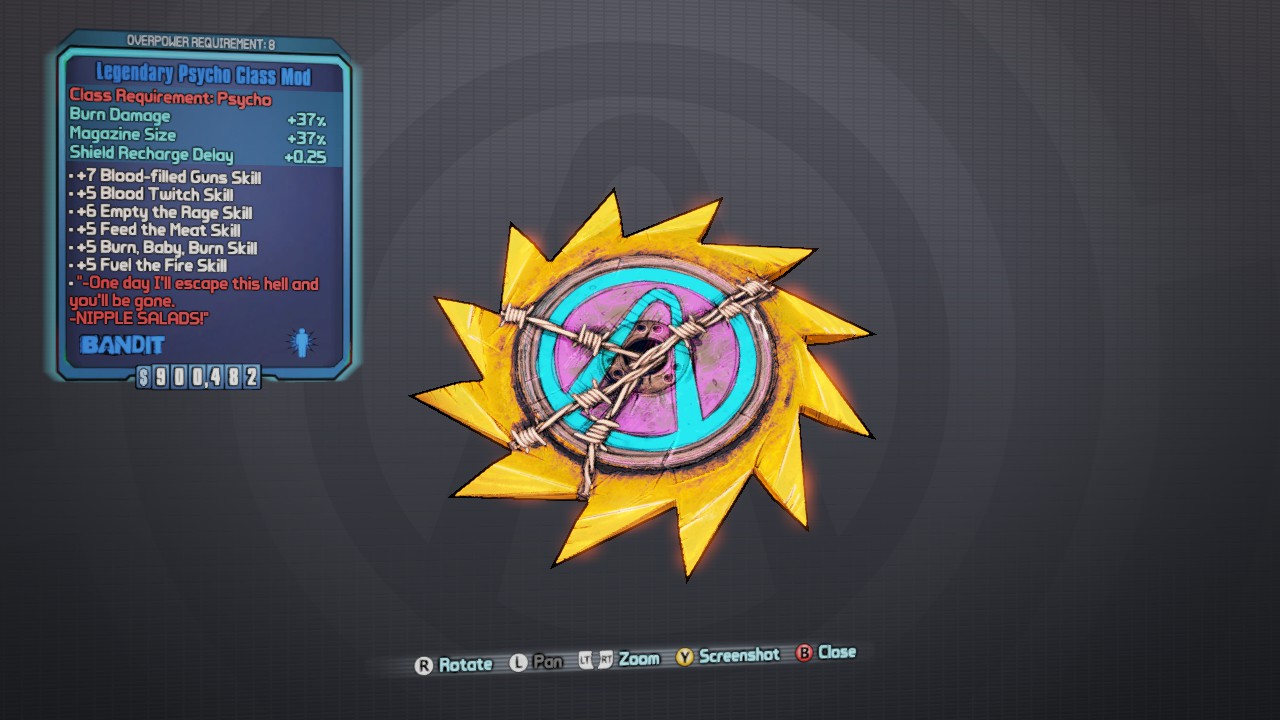 OVERPOWER REQUIREMENT: 8
Legendary Psycho Class Mod
Class Requirement: Psycho
Burn Damage +37%
Magazine Size +37%
Shield Recharge Delay +0.25
• +7 Blood-filled Guns Skill
• +5 Blood Twitch Skill
• +6 Empty the Rage Skill
• +5 Feed the Meat Skill
• +5 Burn, Baby, Burn Skill
• +5 Fuel the Fire Skill
• "-One day I'll escape this hell and
you'll be gone.
-NIPPLE SALADS!"
BANDIT
$900,482
R Rotate L Pan LT RT Zoom Y Screenshot B Close